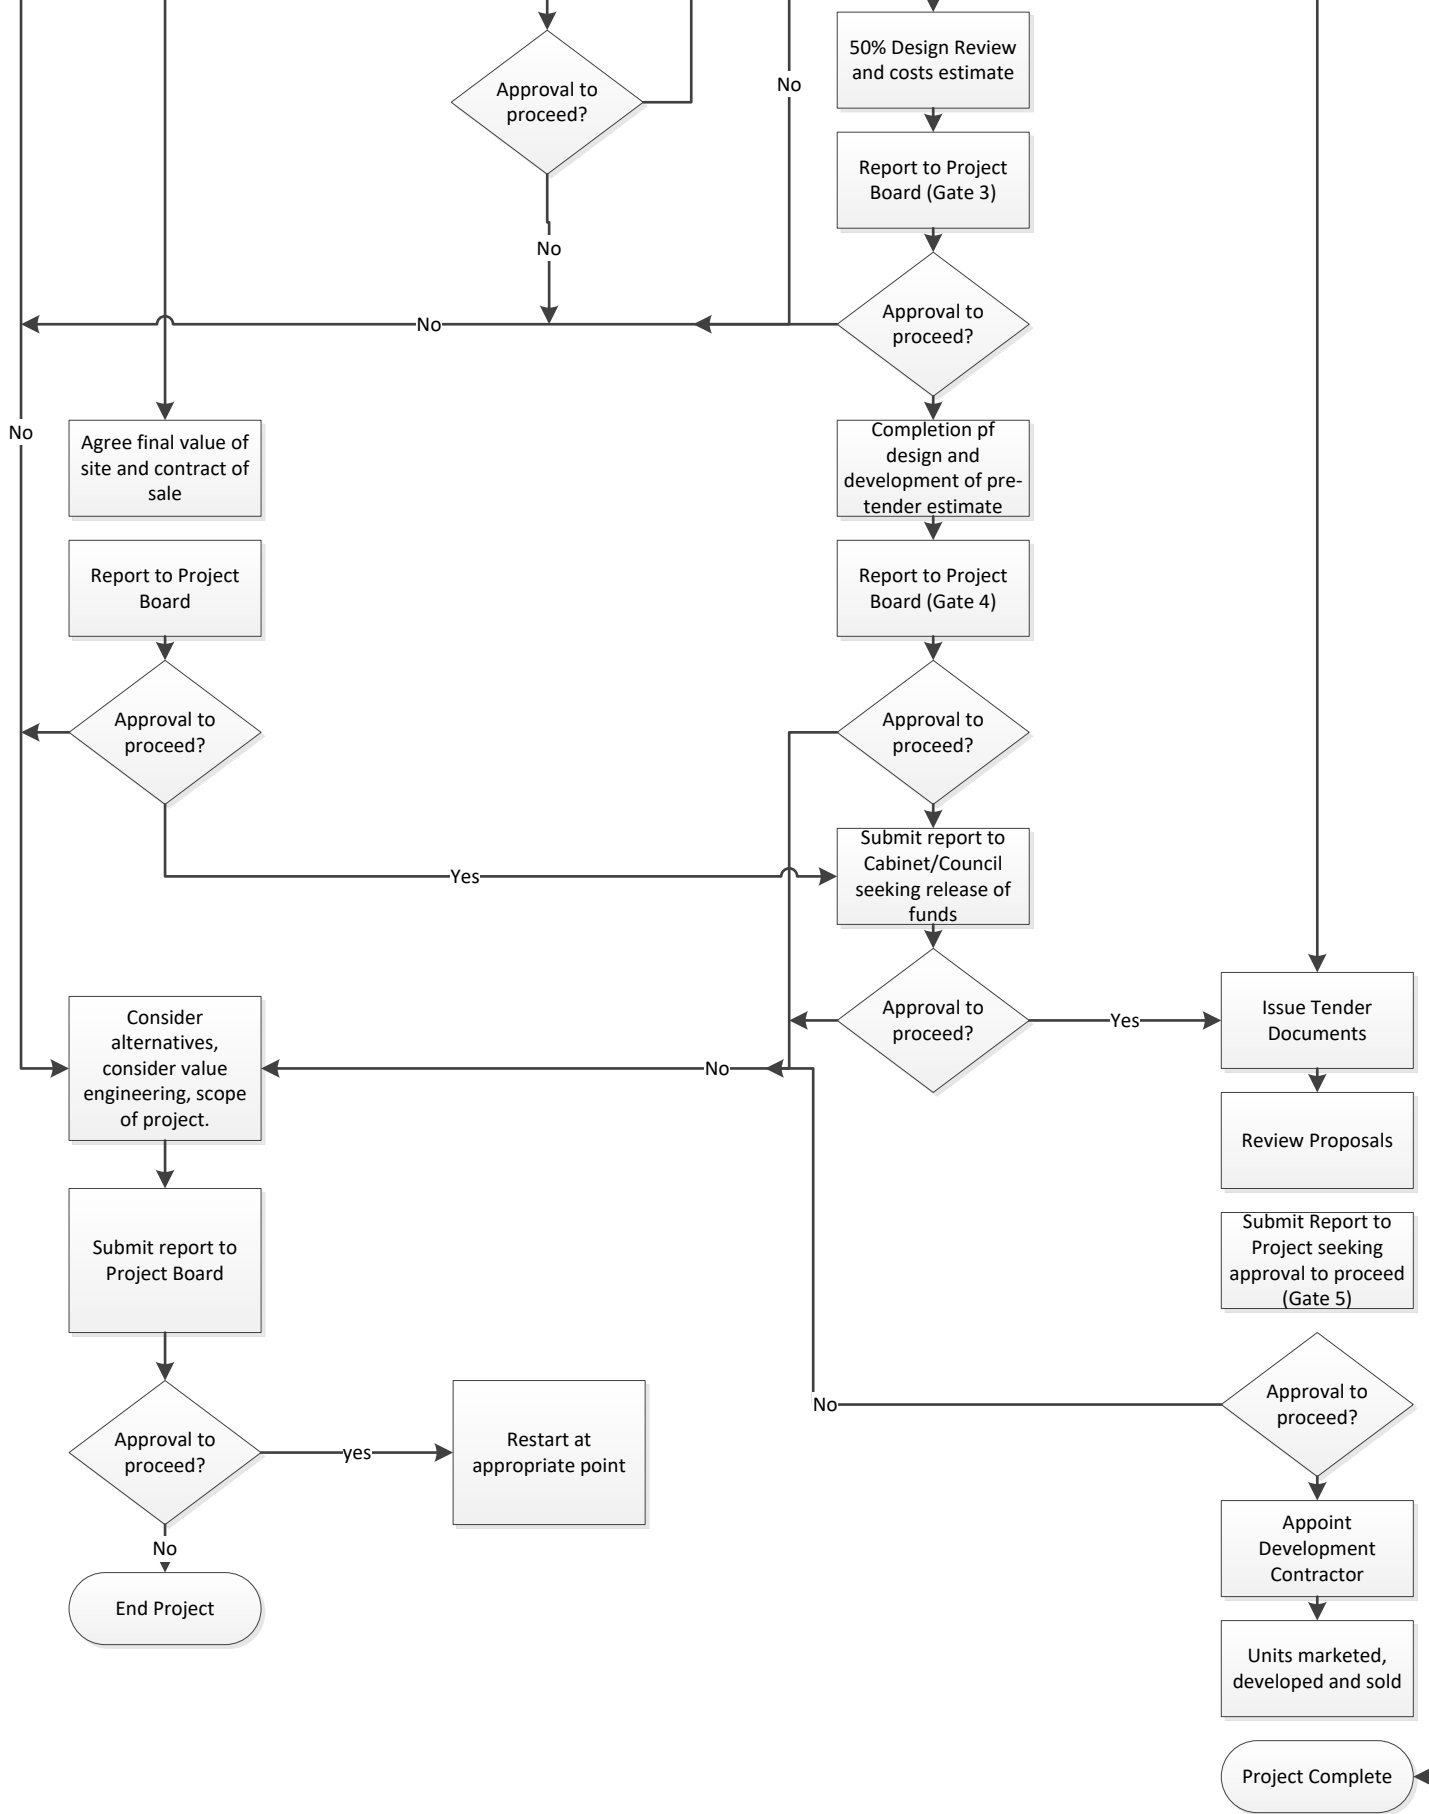 50% Design Review
and costs estimate
No
Approval to
proceed?
Report to Project
Board (Gate 3)
No
Approval to
proceed?
No
No
Agree final value of
site and contract of
sale
Completion pf
design and
development of pre-
tender estimate
Report to Project
Board
Report to Project
Board (Gate 4)
Approval to
proceed?
Approval to
proceed?
Submit report to
Cabinet/Council
seeking release of
funds
Yes
Approval to
proceed?
Yes
Issue Tender
Documents
Consider
alternatives,
consider value
engineering, scope
of project.
No
Review Proposals
Submit report to
Project Board
Submit Report to
Project seeking
approval to proceed
(Gate 5)
Approval to
proceed?
No
Approval to
proceed?
yes
Restart at
appropriate point
No
Appoint
Development
Contractor
End Project
Units marketed,
developed and sold
Project Complete